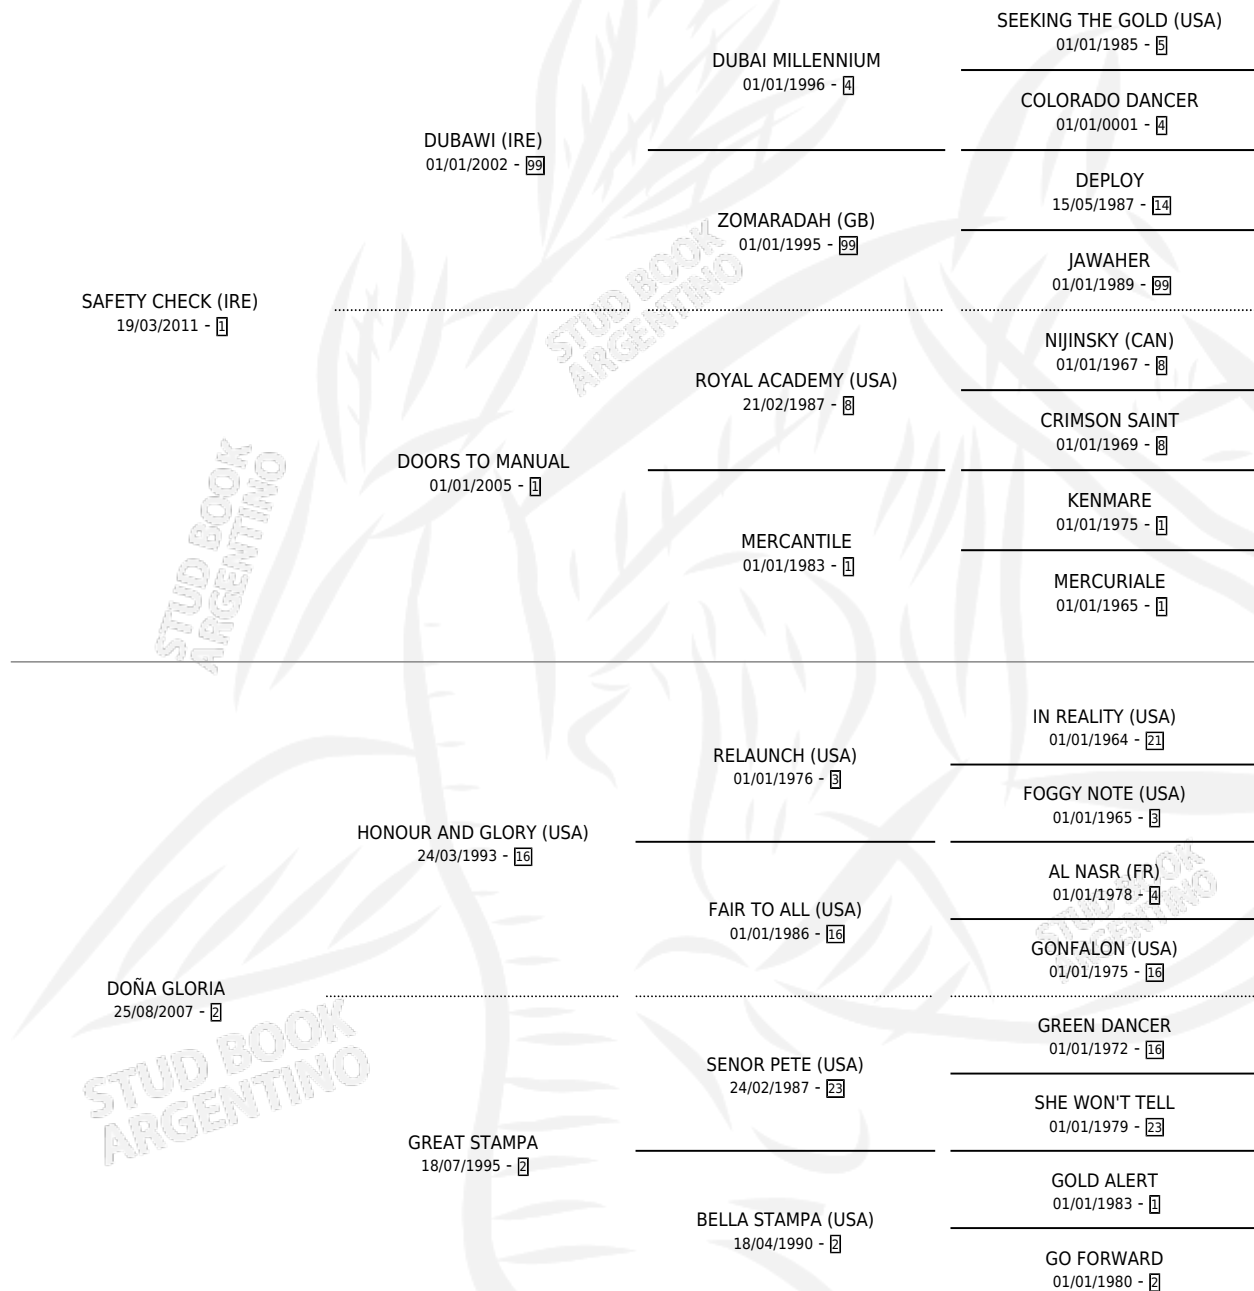 SEEKING THE GOLD (USA)
01/01/1985 - 5
DUBAI MILLENNIUM
01/01/1996 - 4
COLORADO DANCER
01/01/0001 - 4
DUBAWI (IRE)
01/01/2002 - 99
DEPLOY
15/05/1987 - 14
ZOMARADAH (GB)
01/01/1995 - 99
JAWAHER
01/01/1989 - 99
SAFETY CHECK (IRE)
19/03/2011 - 1
STUD BOOK
ARGENTINO
NIJINSKY (CAN)
01/01/1967 - 8
ROYAL ACADEMY (USA)
21/02/1987 - 8
CRIMSON SAINT
01/01/1969 - 8
DOORS TO MANUAL
01/01/2005 - 1
KENMARE
01/01/1975 - 1
MERCANTILE
01/01/1983 - 1
MERCURIALE
01/01/1965 - 1
STUD BOOK
ARGENTINO
IN REALITY (USA)
01/01/1964 - 21
RELAUNCH (USA)
01/01/1976 - 3
FOGGY NOTE (USA)
01/01/1965 - 3
HONOUR AND GLORY (USA)
24/03/1993 - 16
AL NASR (FR)
01/01/1978 - 4
STUD BOOK
ARGENTINO
FAIR TO ALL (USA)
01/01/1986 - 16
GONFALON (USA)
01/01/1975 - 16
DOÑA GLORIA
25/08/2007 - 2
STUD BOOK
ARGENTINO
GREEN DANCER
01/01/1972 - 16
SENOR PETE (USA)
24/02/1987 - 23
SHE WON'T TELL
01/01/1979 - 23
GREAT STAMPA
18/07/1995 - 2
GOLD ALERT
01/01/1983 - 1
BELLA STAMPA (USA)
18/04/1990 - 2
GO FORWARD
01/01/1980 - 2